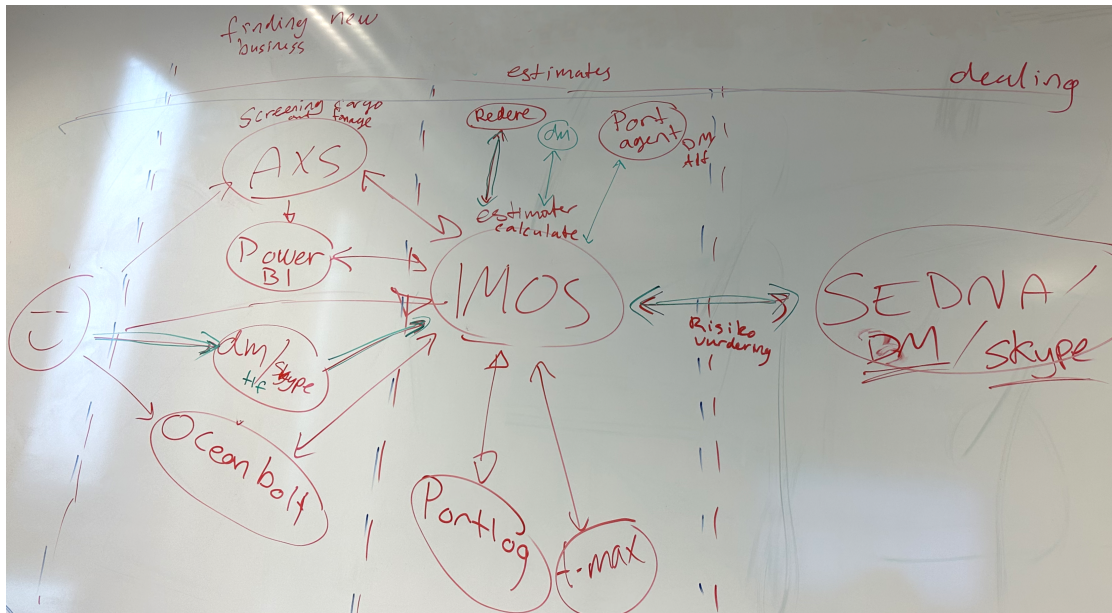 finding new
business
estimates
dealing
Screening cargo
and tonnage
AXS
Redere
dm
Port
agent
DM
tlf
estimater
calculate
Power
BI
IMOS
SEDNA/
DM/skype
Risiko
vurdering
dm/skype
tlf
Oceanbolt
Portlog
t-max